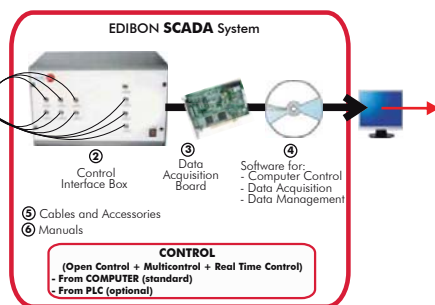 EDIBON SCADA System
② Control Interface Box
③ Data Acquisition Board
④ Software for:
- Computer Control
- Data Acquisition
- Data Management
⑤ Cables and Accessories
⑥ Manuals
CONTROL
(Open Control + Multicontrol + Real Time Control)
- From COMPUTER (standard)
- From PLC (optional)